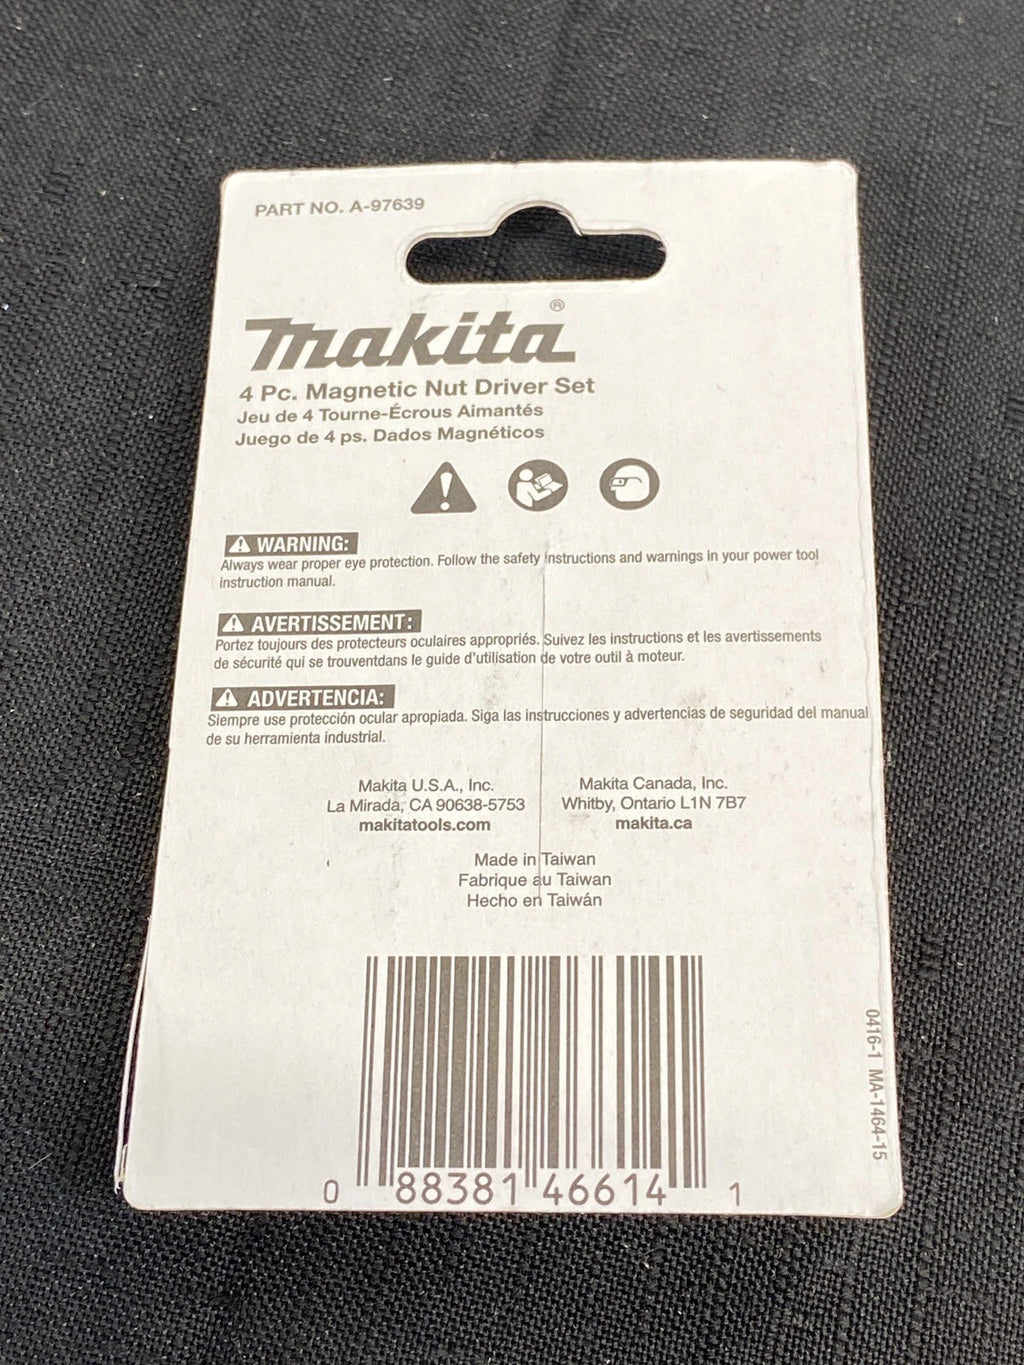 PART NO. A-97639
makita®
4 Pc. Magnetic Nut Driver Set
Jeu de 4 Tourne-Écrous Aimantés
Juego de 4 ps. Dados Magnéticos
WARNING:
Always wear proper eye protection. Follow the safety instructions and warnings in your power tool
instruction manual.
AVERTISSEMENT:
Portez toujours des protecteurs oculaires appropriés. Suivez les instructions et les avertissements
de sécurité qui se trouventdans le guide d'utilisation de votre outil à moteur.
ADVERTENCIA:
Siempre use protección ocular apropiada. Siga las instrucciones y advertencias de seguridad del manual
de su herramienta industrial.
Makita U.S.A., Inc.
La Mirada, CA 90638-5753
makitatools.com
Makita Canada, Inc.
Whitby, Ontario L1N 7B7
makita.ca
Made in Taiwan
Fabrique au Taiwan
Hecho en Taiwán
0416-1 MA-1464-15
0 88381 46614 1